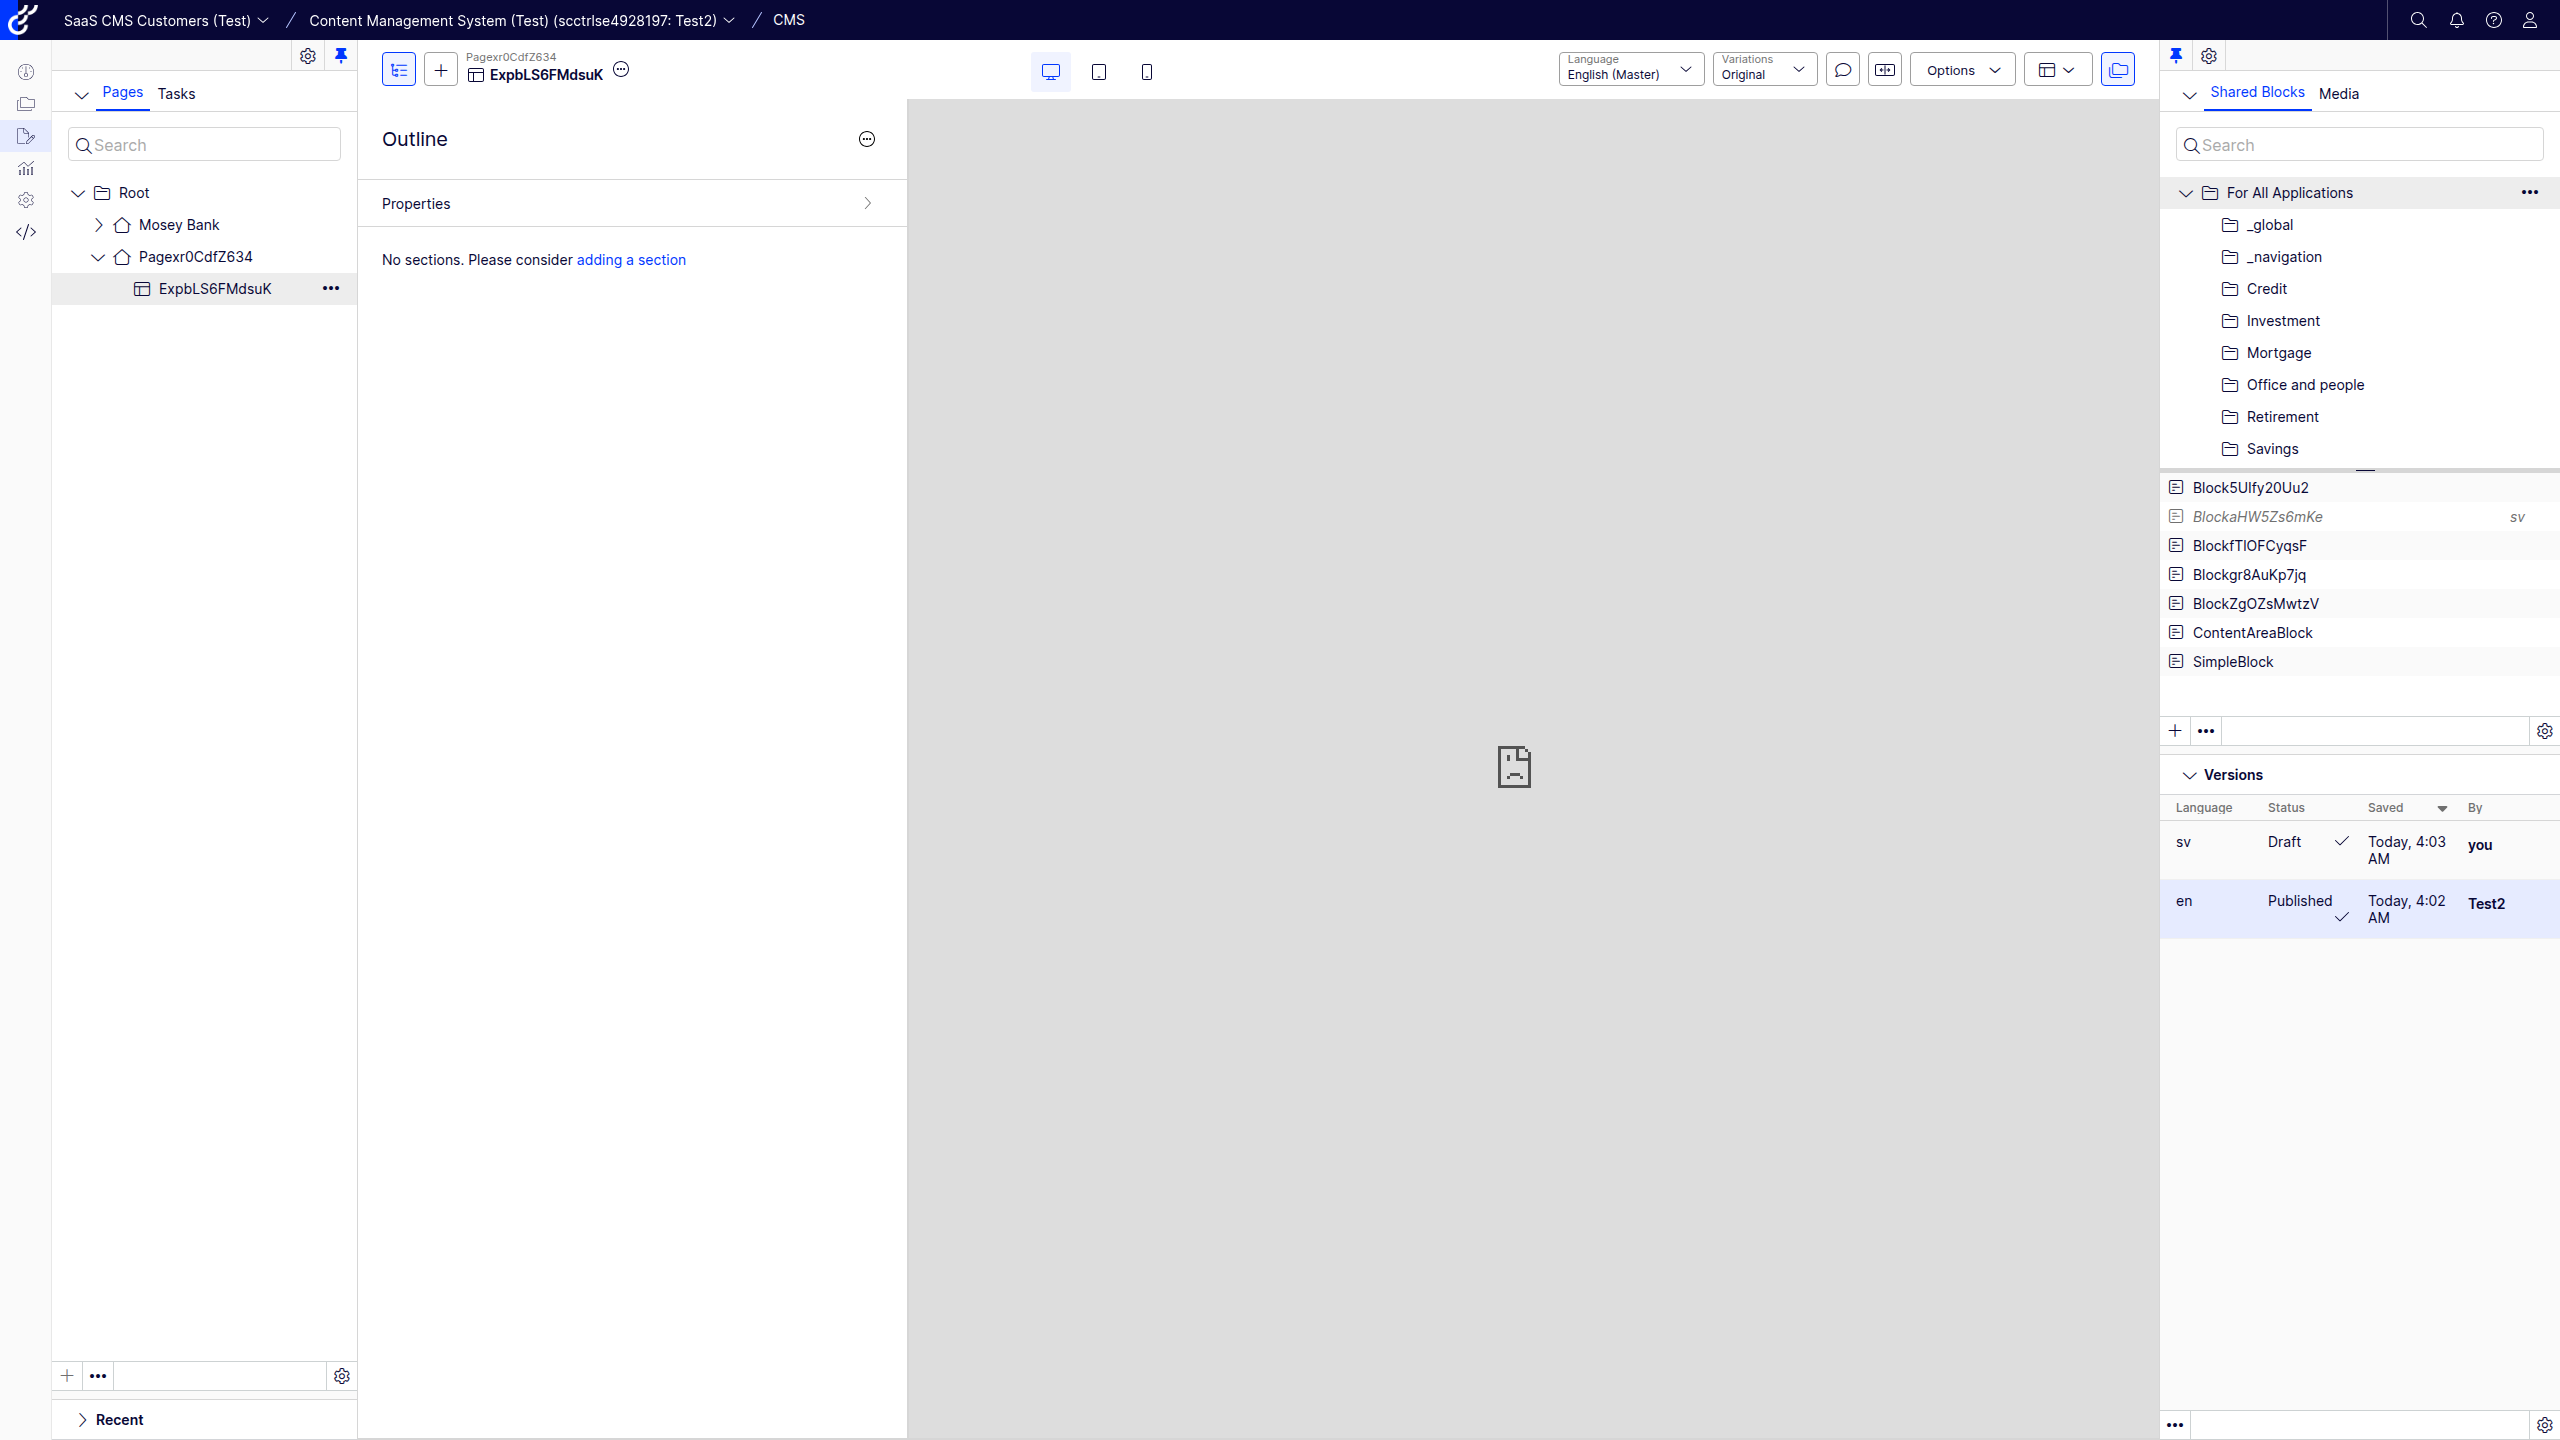 SaaS CMS Customers (Test) / Content Management System (Test) (scctrlse4928197: Test2) / CMS
Pages Tasks
Search
Root
Mosey Bank
Pagexr0CdfZ634
ExpbLS6FMdsuK
Recent
Pagexr0CdfZ634
ExpbLS6FMdsuK
Language
English (Master)
Variations
Original
Options
Outline
Properties
No sections. Please consider adding a section
Shared Blocks Media
Search
For All Applications
_global
_navigation
Credit
Investment
Mortgage
Office and people
Retirement
Savings
Block5UIfy20Uu2
BlockaHW5Zs6mKe sv
BlockfTIOFCyqsF
Blockgr8AuKp7jq
BlockZgOZsMwtzV
ContentAreaBlock
SimpleBlock
Versions
Language Status Saved By
sv Draft Today, 4:03 AM you
en Published Today, 4:02 AM Test2